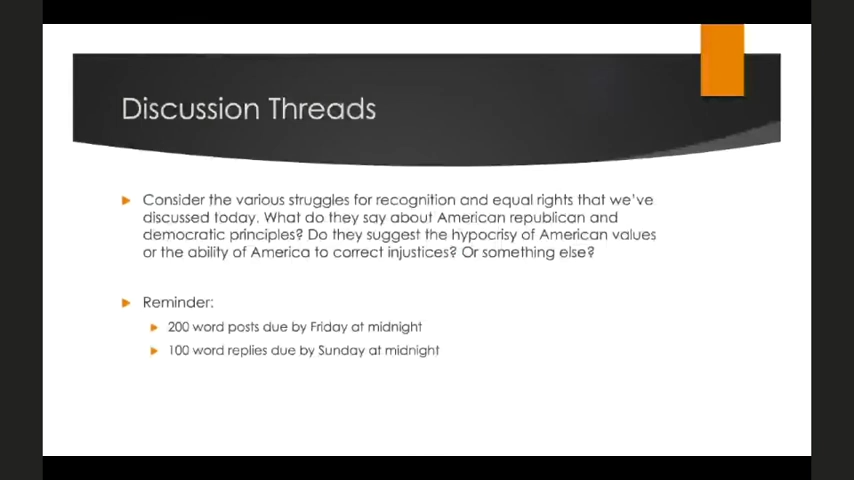 Discussion Threads
Consider the various struggles for recognition and equal rights that we've
discussed today. What do they say about American republican and
democratic principles? Do they suggest the hypocrisy of American values
or the ability of America to correct injustices? Or something else?
Reminder:
200 word posts due by Friday at midnight
100 word replies due by Sunday at midnight